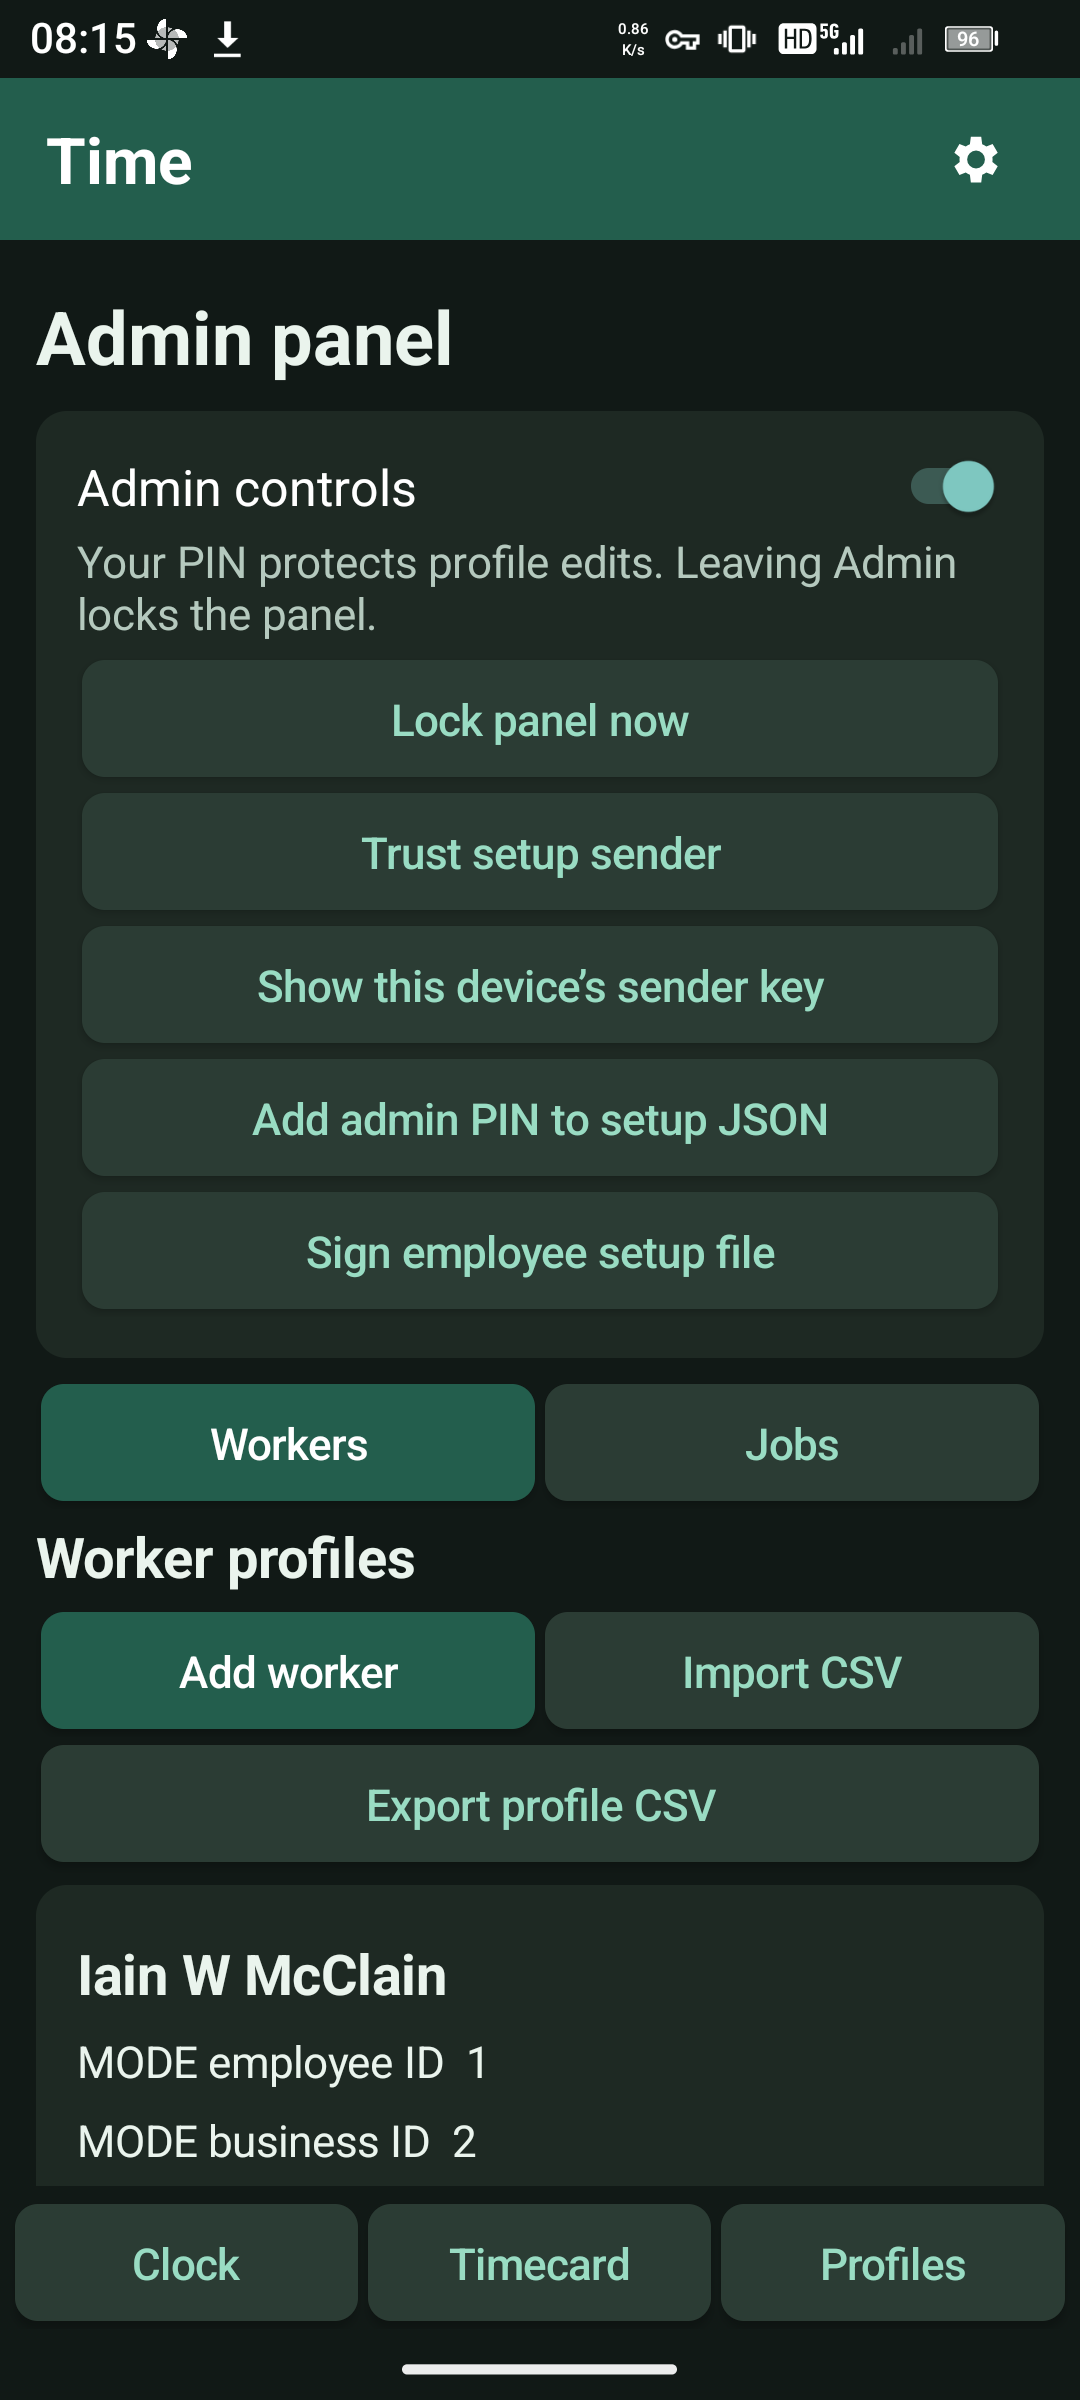 08:15
0.86 K/s HD 5G 96
Time
Admin panel
Admin controls
Your PIN protects profile edits. Leaving Admin
locks the panel.
Lock panel now
Trust setup sender
Show this device’s sender key
Add admin PIN to setup JSON
Sign employee setup file
Workers Jobs
Worker profiles
Add worker Import CSV
Export profile CSV
Iain W McClain
MODE employee ID 1
MODE business ID 2
Clock Timecard Profiles